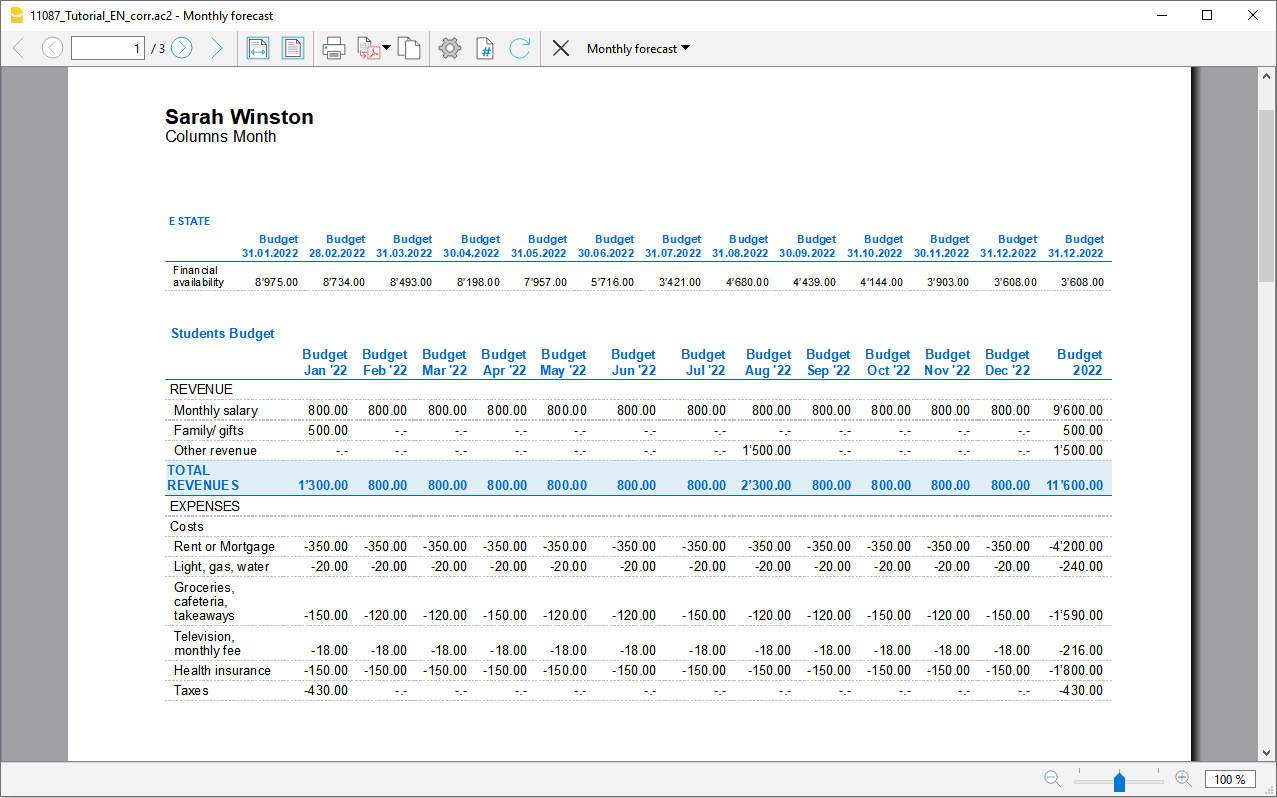 11087_Tutorial_EN_corr.ac2 - Monthly forecast
1 / 3 # Monthly forecast
Sarah Winston
Columns Month
E STATE
Budget Budget Budget Budget Budget Budget Budget Budget Budget Budget Budget Budget Budget
31.01.2022 28.02.2022 31.03.2022 30.04.2022 31.05.2022 30.06.2022 31.07.2022 31.08.2022 30.09.2022 31.10.2022 30.11.2022 31.12.2022 31.12.2022
Financial
availability 8'975.00 8'734.00 8'493.00 8'198.00 7'957.00 5'716.00 3'421.00 4'680.00 4'439.00 4'144.00 3'903.00 3'608.00 3'608.00
Students Budget
Budget Budget Budget Budget Budget Budget Budget Budget Budget Budget Budget Budget Budget
Jan '22 Feb '22 Mar '22 Apr '22 May '22 Jun '22 Jul '22 Aug '22 Sep '22 Oct '22 Nov '22 Dec '22 2022
REVENUE
Monthly salary 800.00 800.00 800.00 800.00 800.00 800.00 800.00 800.00 800.00 800.00 800.00 800.00 9'600.00
Family/ gifts 500.00 -.- -.- -.- -.- -.- -.- -.- -.- -.- -.- -.- 500.00
Other revenue -.- -.- -.- -.- -.- -.- -.- 1'500.00 -.- -.- -.- -.- 1'500.00
TOTAL
REVENUES 1'300.00 800.00 800.00 800.00 800.00 800.00 800.00 2'300.00 800.00 800.00 800.00 800.00 11'600.00
EXPENSES
Costs
Rent or Mortgage -350.00 -350.00 -350.00 -350.00 -350.00 -350.00 -350.00 -350.00 -350.00 -350.00 -350.00 -350.00 -4'200.00
Light, gas, water -20.00 -20.00 -20.00 -20.00 -20.00 -20.00 -20.00 -20.00 -20.00 -20.00 -20.00 -20.00 -240.00
Groceries,
cafeteria,
takeaways -150.00 -120.00 -120.00 -150.00 -120.00 -120.00 -150.00 -120.00 -120.00 -150.00 -120.00 -150.00 -1'590.00
Television,
monthly fee -18.00 -18.00 -18.00 -18.00 -18.00 -18.00 -18.00 -18.00 -18.00 -18.00 -18.00 -18.00 -216.00
Health insurance -150.00 -150.00 -150.00 -150.00 -150.00 -150.00 -150.00 -150.00 -150.00 -150.00 -150.00 -150.00 -1'800.00
Taxes -430.00 -.- -.- -.- -.- -.- -.- -.- -.- -.- -.- -.- -430.00
100 %